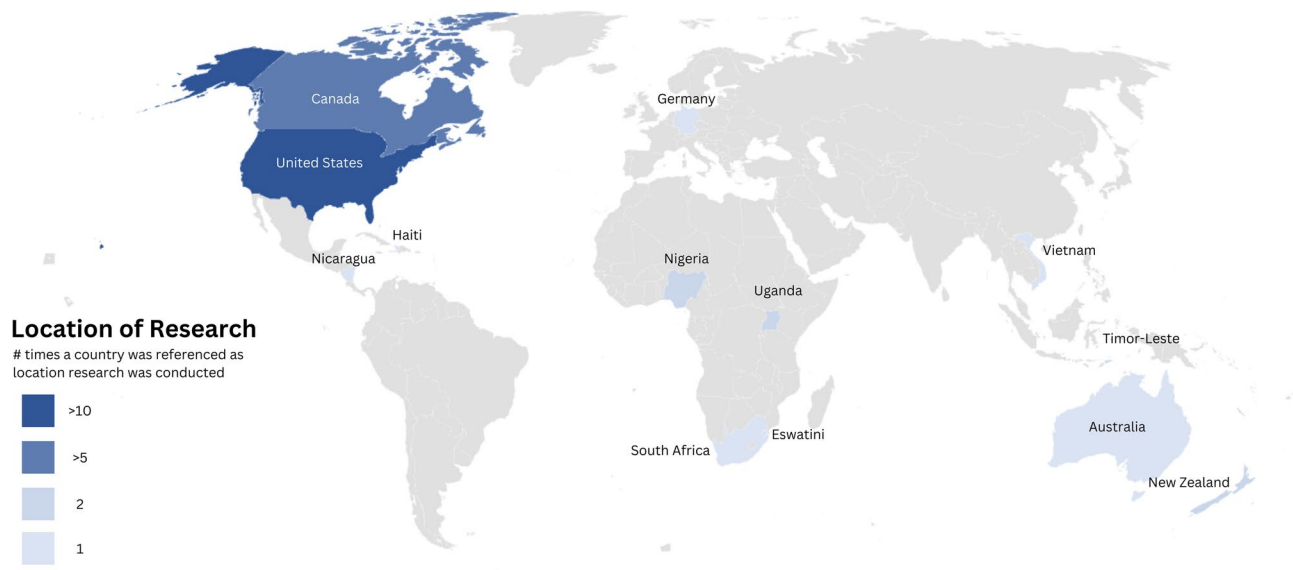 Canada
Germany
United States
Haiti
Nicaragua
Nigeria
Vietnam
Uganda
Timor-Leste
Australia
Eswatini
South Africa
New Zealand
Location of Research
# times a country was referenced as
location research was conducted
>10
>5
2
1